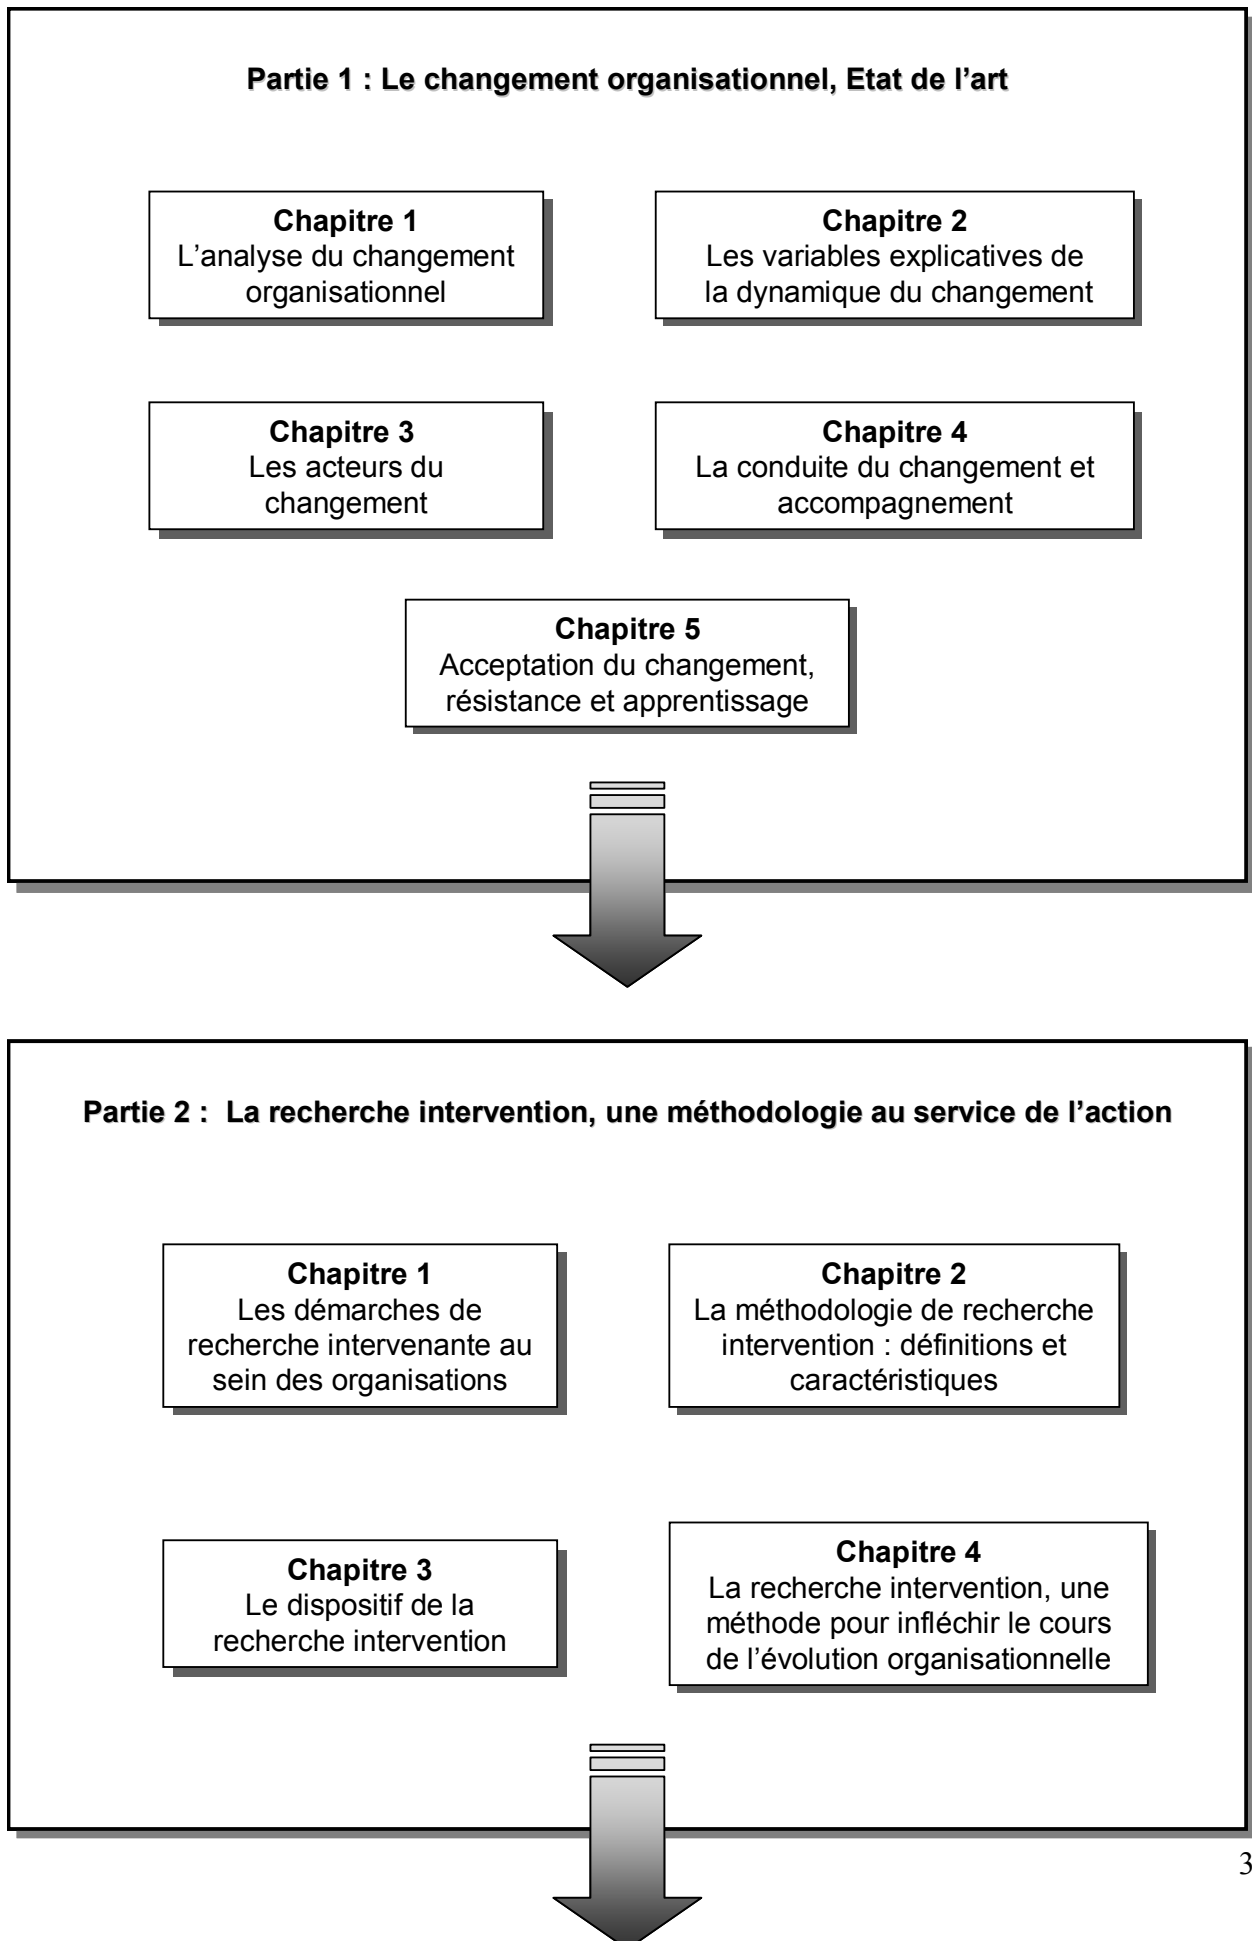 Partie 1 : Le changement organisationnel, Etat de l’art
Chapitre 1
L’analyse du changement
organisationnel
Chapitre 2
Les variables explicatives de
la dynamique du changement
Chapitre 3
Les acteurs du
changement
Chapitre 4
La conduite du changement et
accompagnement
Chapitre 5
Acceptation du changement,
résistance et apprentissage
Partie 2 :  La recherche intervention, une méthodologie au service de l’action
Chapitre 1
Les démarches de
recherche intervenante au
sein des organisations
Chapitre 2
La méthodologie de recherche
intervention : définitions et
caractéristiques
Chapitre 3
Le dispositif de la
recherche intervention
Chapitre 4
La recherche intervention, une
méthode pour infléchir le cours
de l’évolution organisationnelle
3